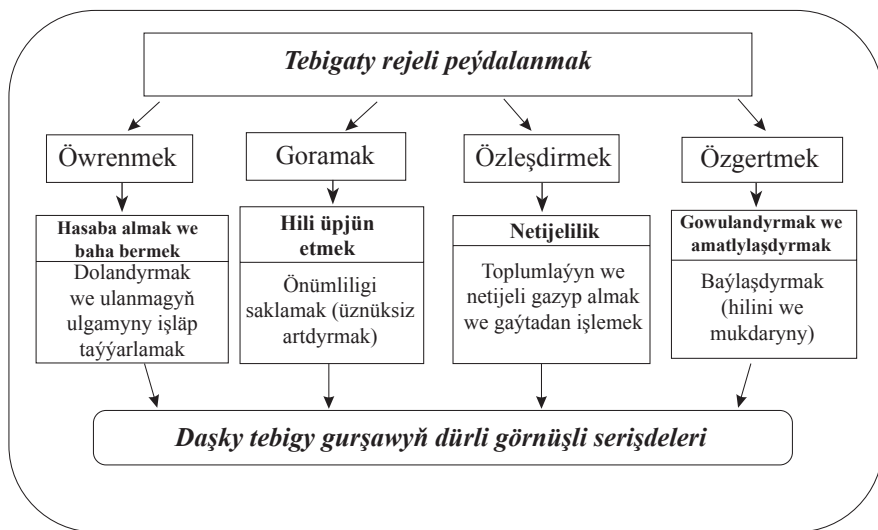 Tebigaty rejeli peýdalanmak
Öwrenmek
Goramak
Özleşdirmek
Özgertmek
Hasaba almak we
baha bermek
Dolandyrmak
we ulanmagyň
ulgamyny işläp
taýýarlamak
Hili üpjün
etmek
Önümliligi
saklamak (üznüksiz
artdyrmak)
Netijelilik
Toplumlaýyn we
netijeli gazyp almak
we gaýtadan işlemek
Gowulandyrmak we
amatlylaşdyrmak
Baýlaşdyrmak
(hilini we
mukdaryny)
Daşky tebigy gurşawyň dürli görnüşli serişdeleri